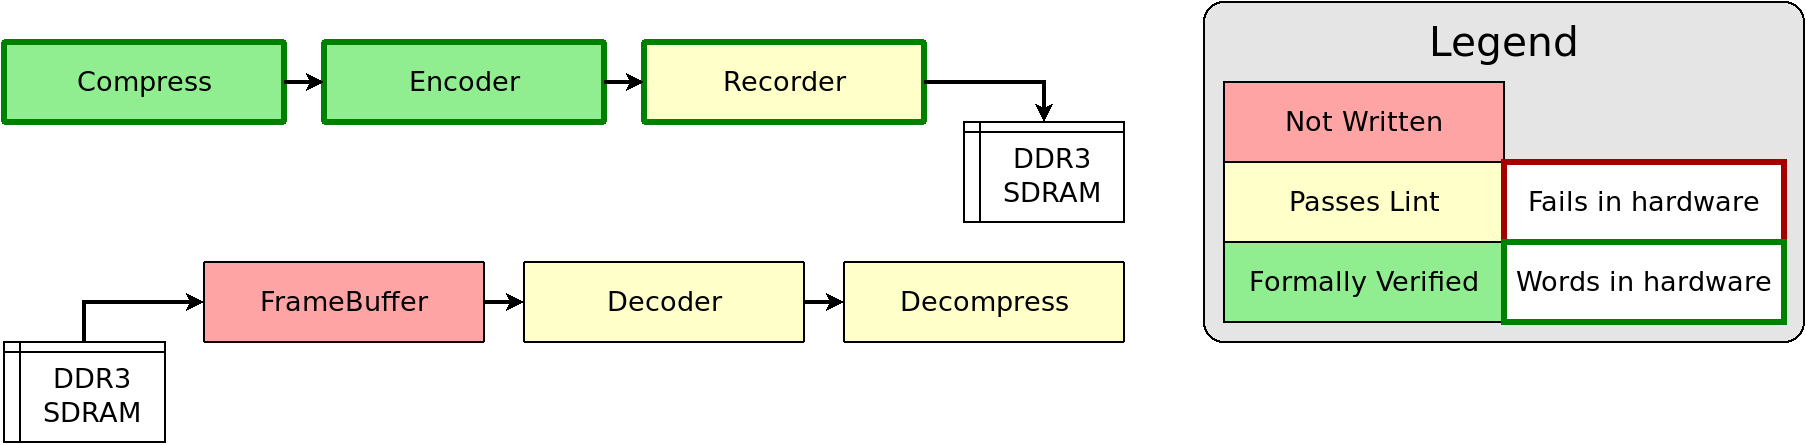 Compress
Encoder
Recorder
DDR3
SDRAM
FrameBuffer
Decoder
Decompress
DDR3
SDRAM
Legend
Not Written
Passes Lint
Fails in hardware
Formally Verified
Words in hardware